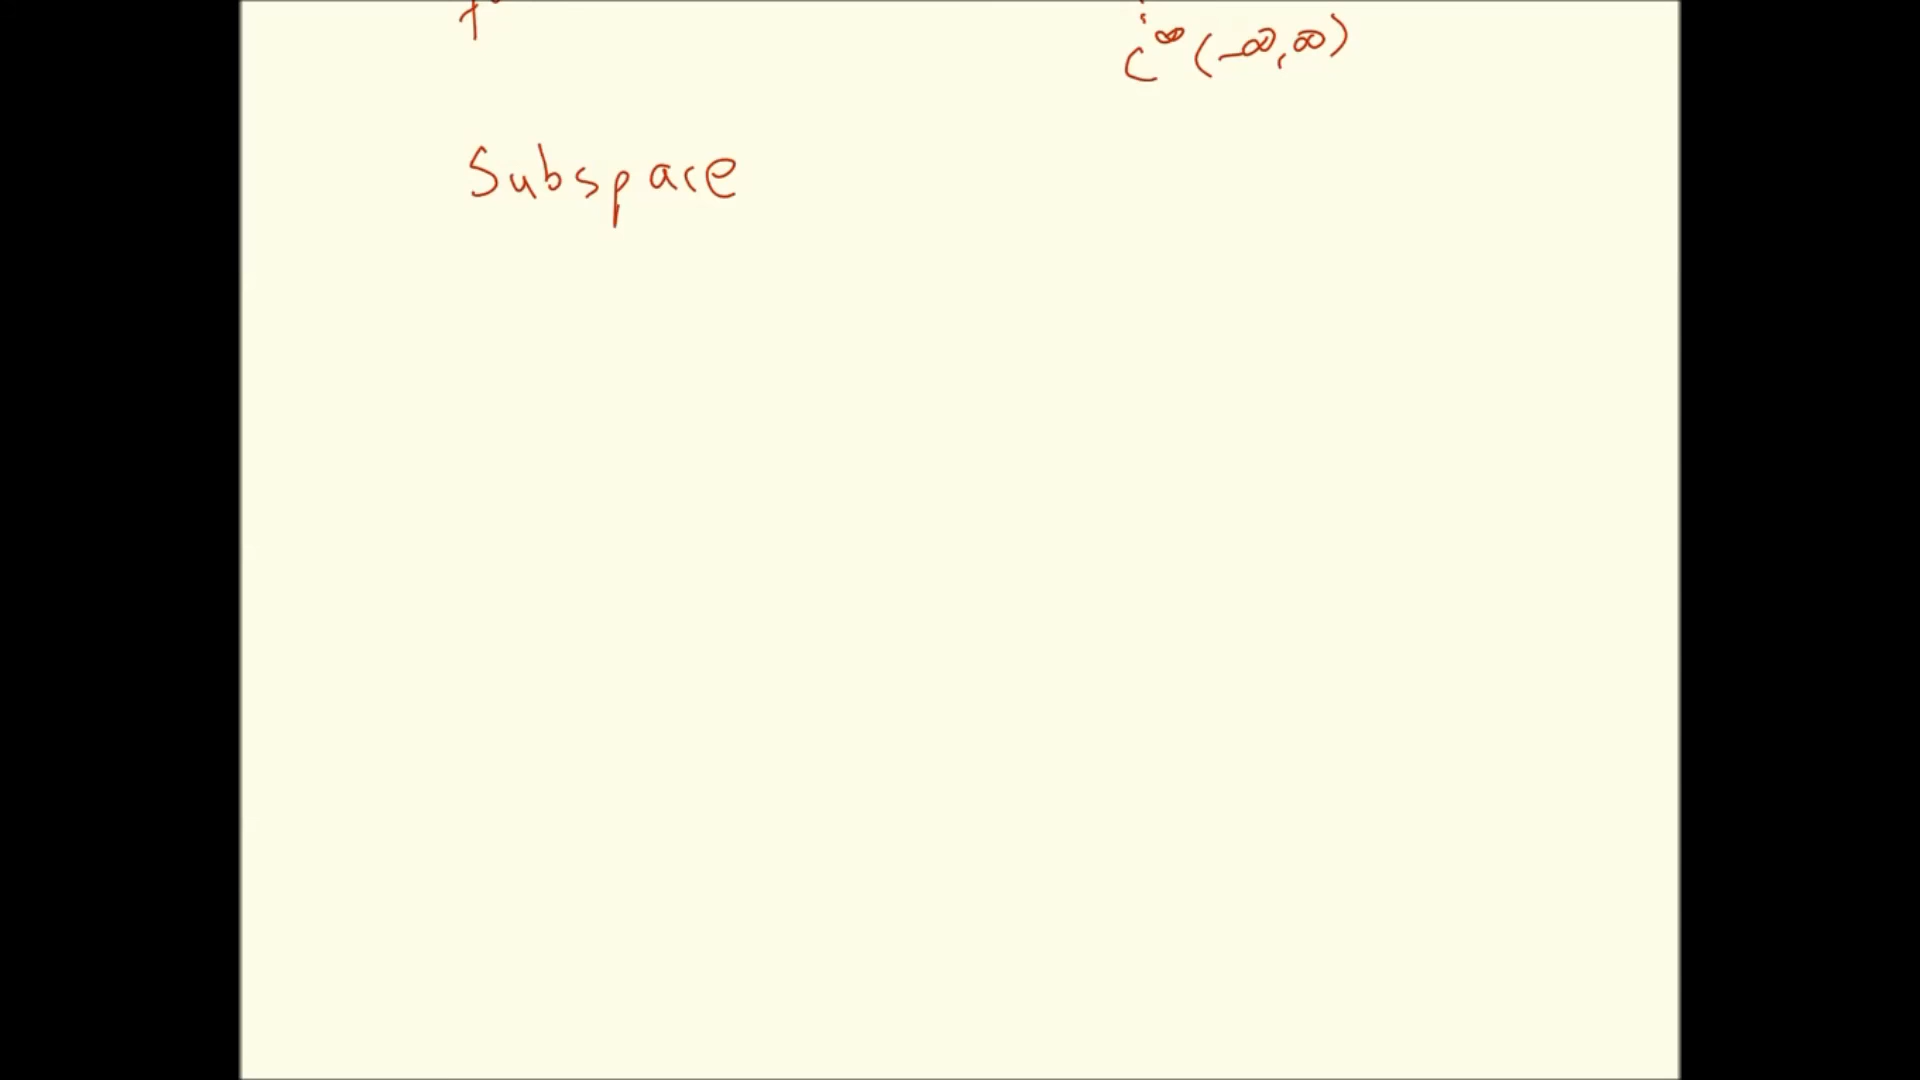 C^∞(-∞,∞)
Subspace